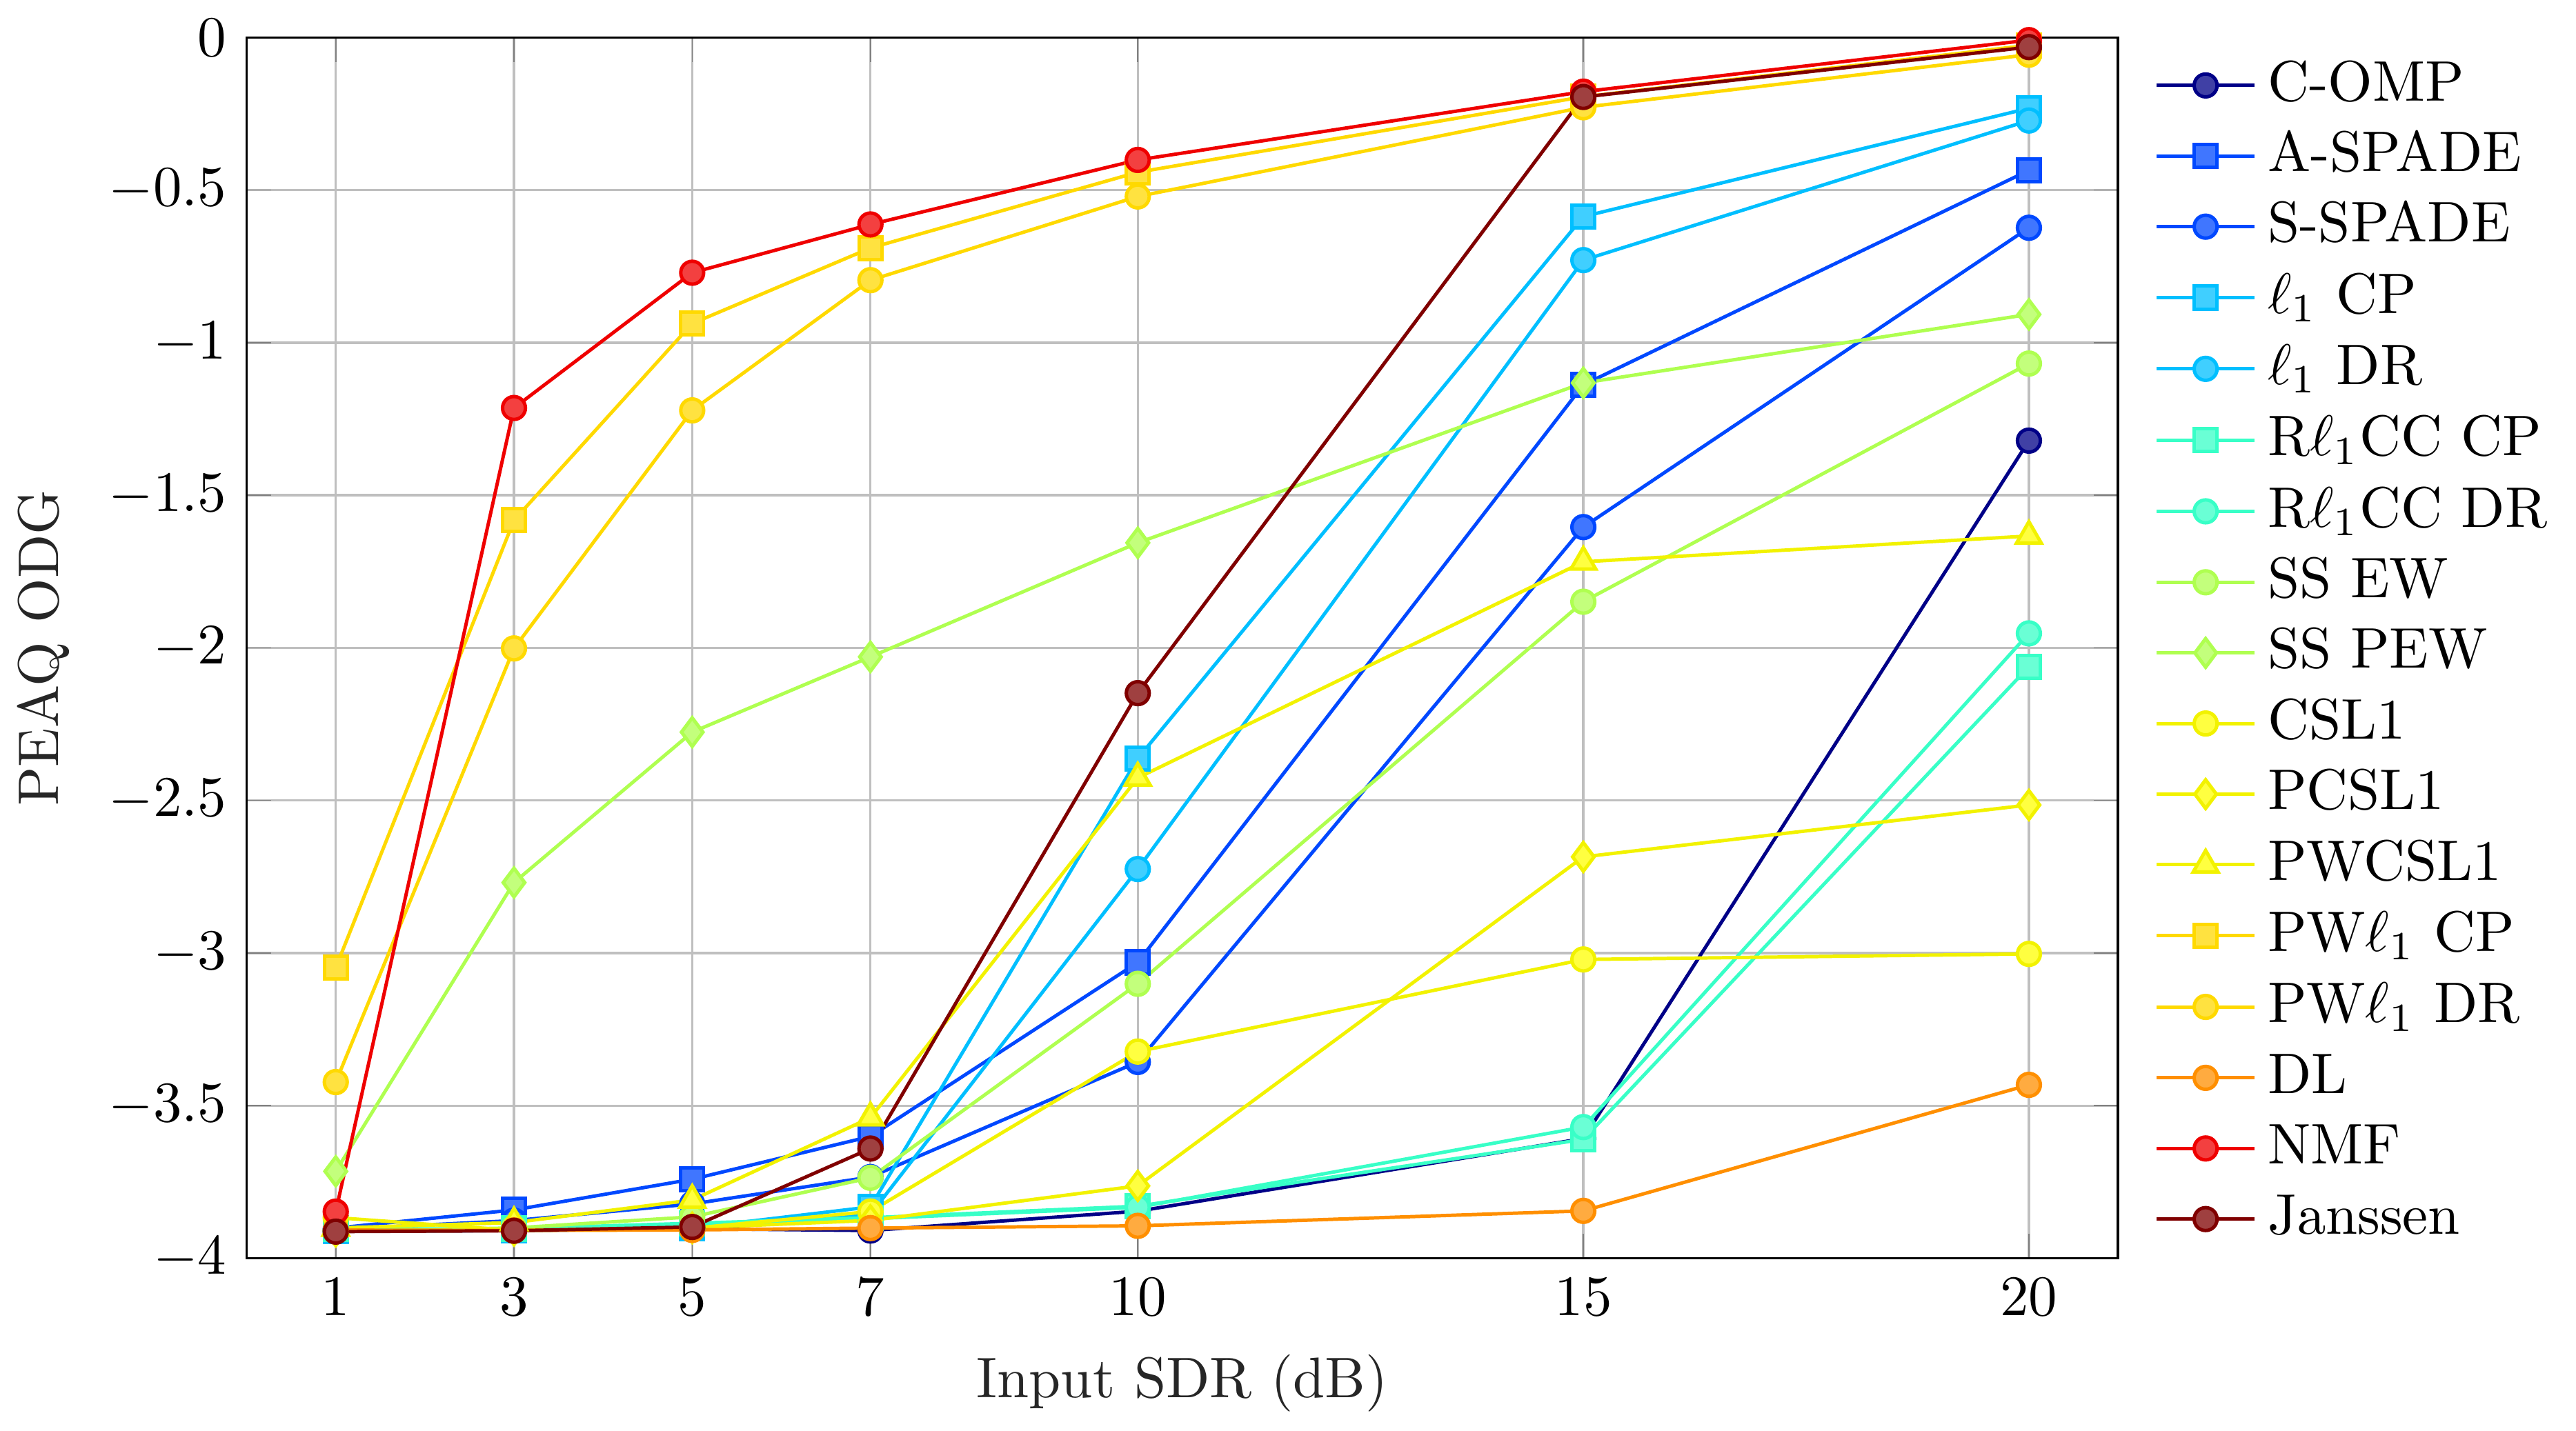 0
−0.5
−1
−1.5
−2
−2.5
−3
−3.5
−4
PEAQ ODG
1 3 5 7 10 15 20
Input SDR (dB)
C-OMP
A-SPADE
S-SPADE
ℓ₁ CP
ℓ₁ DR
Rℓ₁CC CP
Rℓ₁CC DR
SS EW
SS PEW
CSL1
PCSL1
PWCSL1
PWℓ₁ CP
PWℓ₁ DR
DL
NMF
Janssen